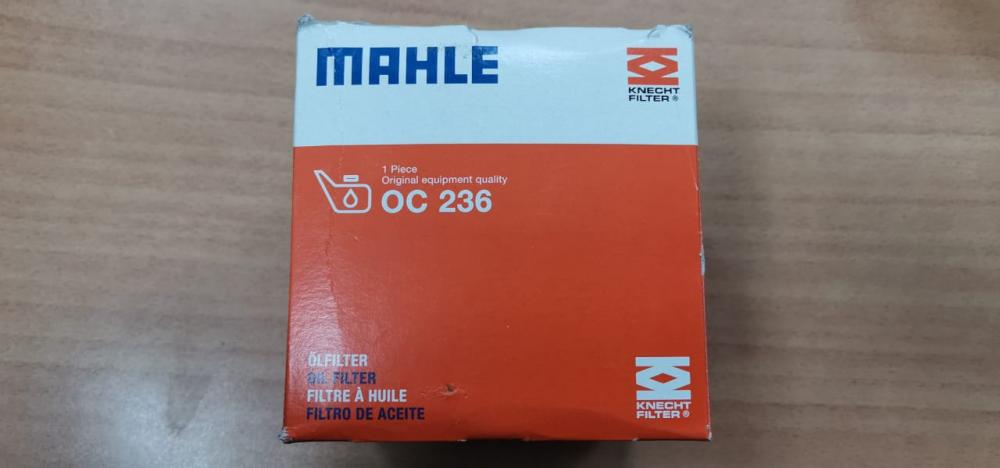 MAHLE
KNECHT
FILTER®
1 Piece
Original equipment quality
OC 236
ÖLFILTER
OIL FILTER
FILTRE À HUILE
FILTRO DE ACEITE
KNECHT
FILTER®